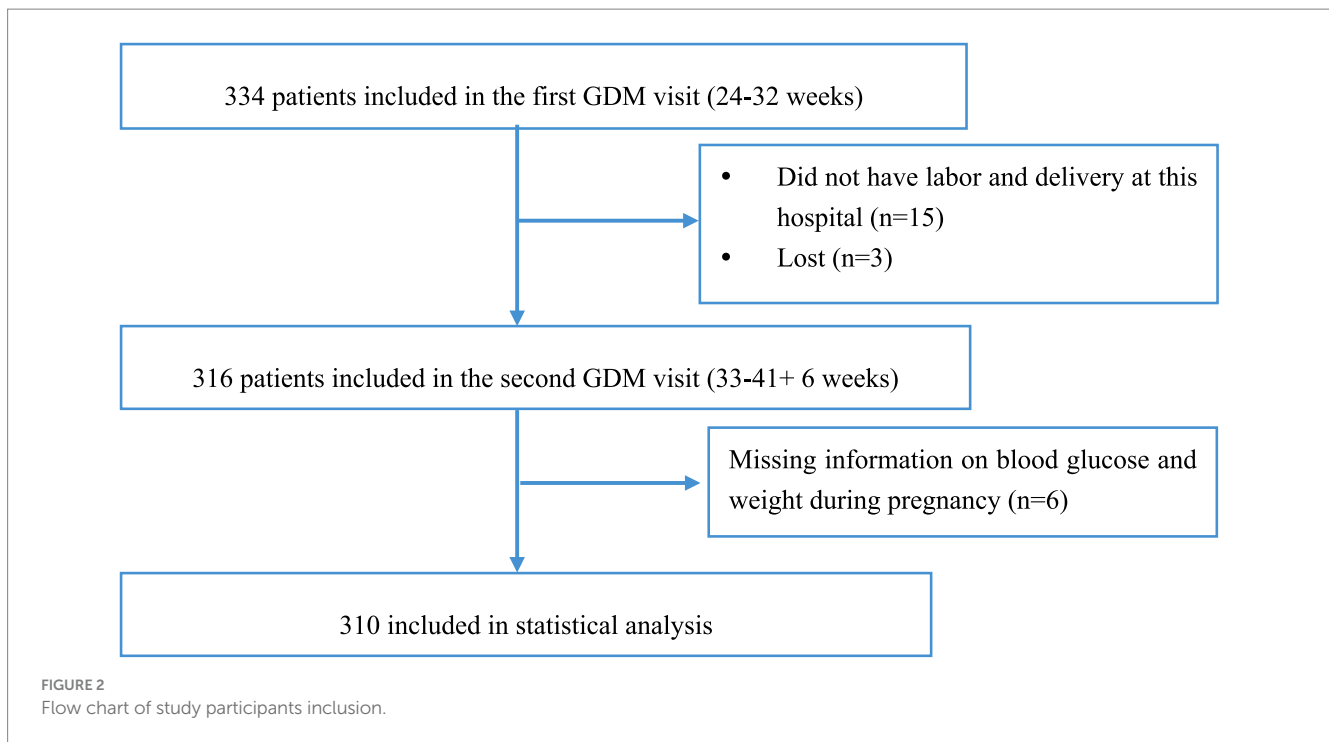 334 patients included in the first GDM visit (24-32 weeks)
• Did not have labor and delivery at this
hospital (n=15)
• Lost (n=3)
316 patients included in the second GDM visit (33-41+ 6 weeks)
Missing information on blood glucose and
weight during pregnancy (n=6)
310 included in statistical analysis
FIGURE 2
Flow chart of study participants inclusion.